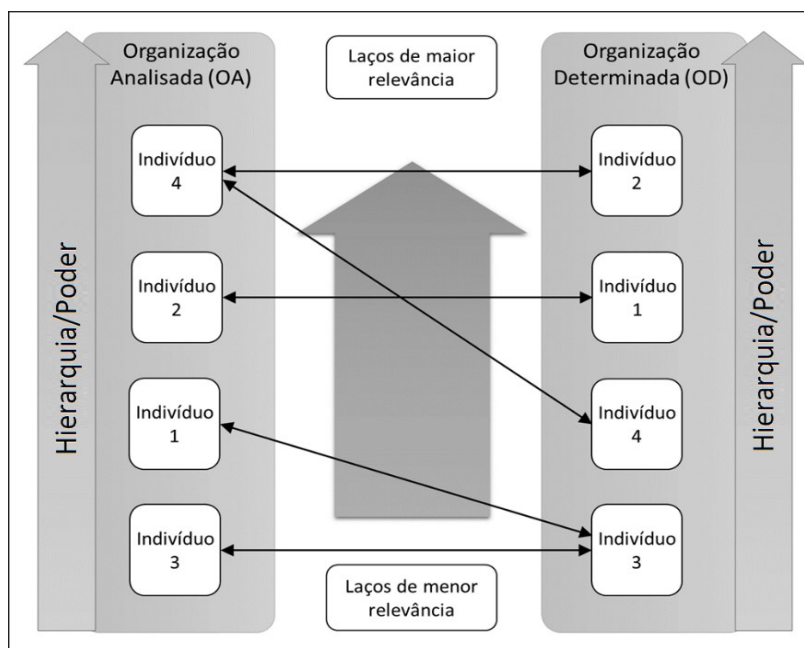 Organização
Analisada (OA)
Laços de maior
relevância
Organização
Determinada (OD)
Hierarquia/Poder
Hierarquia/Poder
Indivíduo
4
Indivíduo
2
Indivíduo
2
Indivíduo
1
Indivíduo
1
Indivíduo
4
Indivíduo
3
Indivíduo
3
Laços de menor
relevância